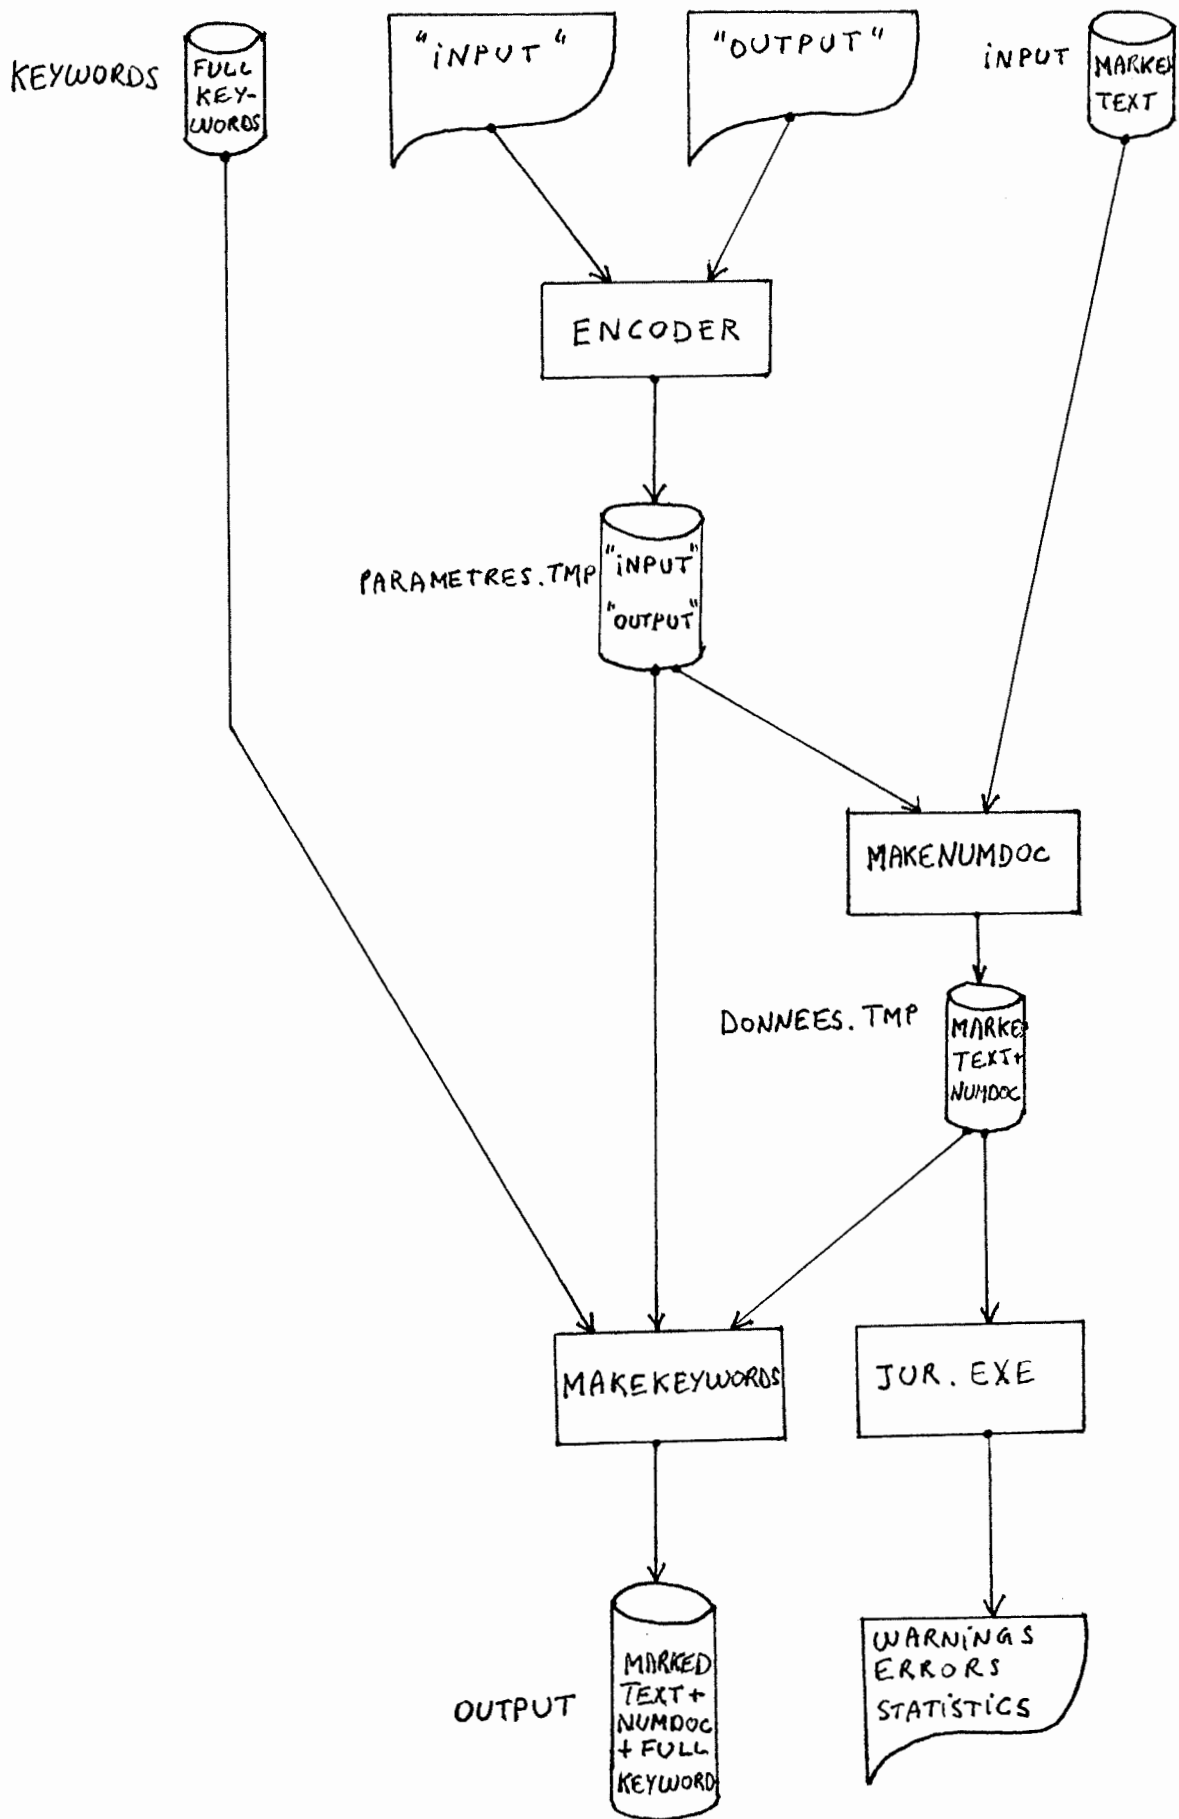 KEYWORDS
FULL
KEY-
WORDS
"INPUT"
"OUTPUT"
INPUT
MARKED
TEXT
ENCODER
PARAMETRES.TMP
"INPUT"
"OUTPUT"
MAKENUMDOC
DONNEES.TMP
MARKED
TEXT+
NUMDOC
MAKEKEYWORDS
JUR.EXE
OUTPUT
MARKED
TEXT+
NUMDOC
+ FULL
KEYWORD
WARNINGS
ERRORS
STATISTICS